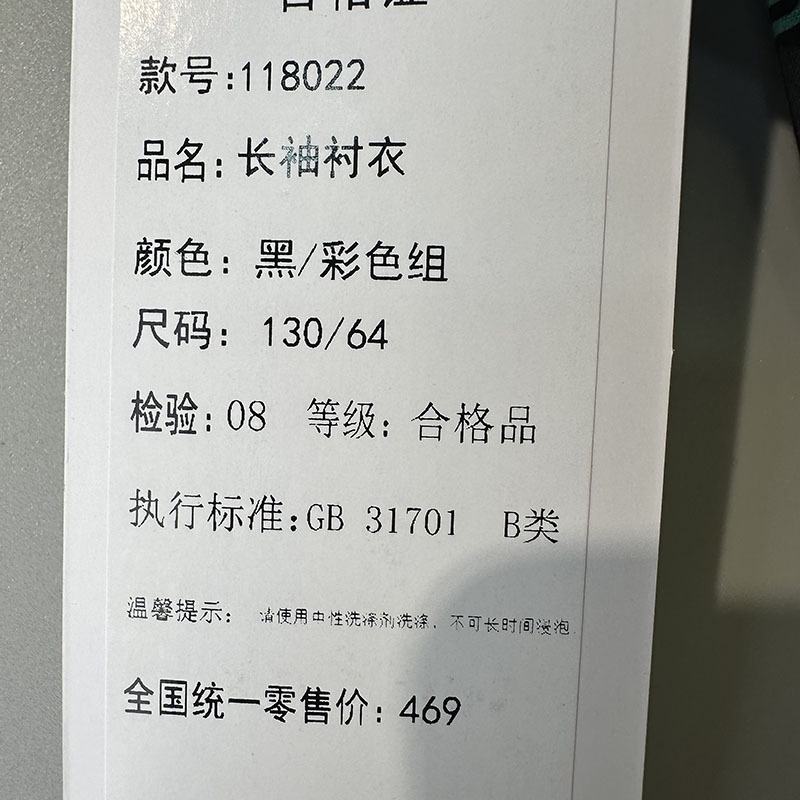 合格证
款号:118022
品名:长袖衬衣
颜色: 黑/彩色组
尺码: 130/64
检验:08 等级: 合格品
执行标准:GB 31701 B类
温馨提示: 请使用中性洗涤剂洗涤,不可长时间浸泡.
全国统一零售价: 469